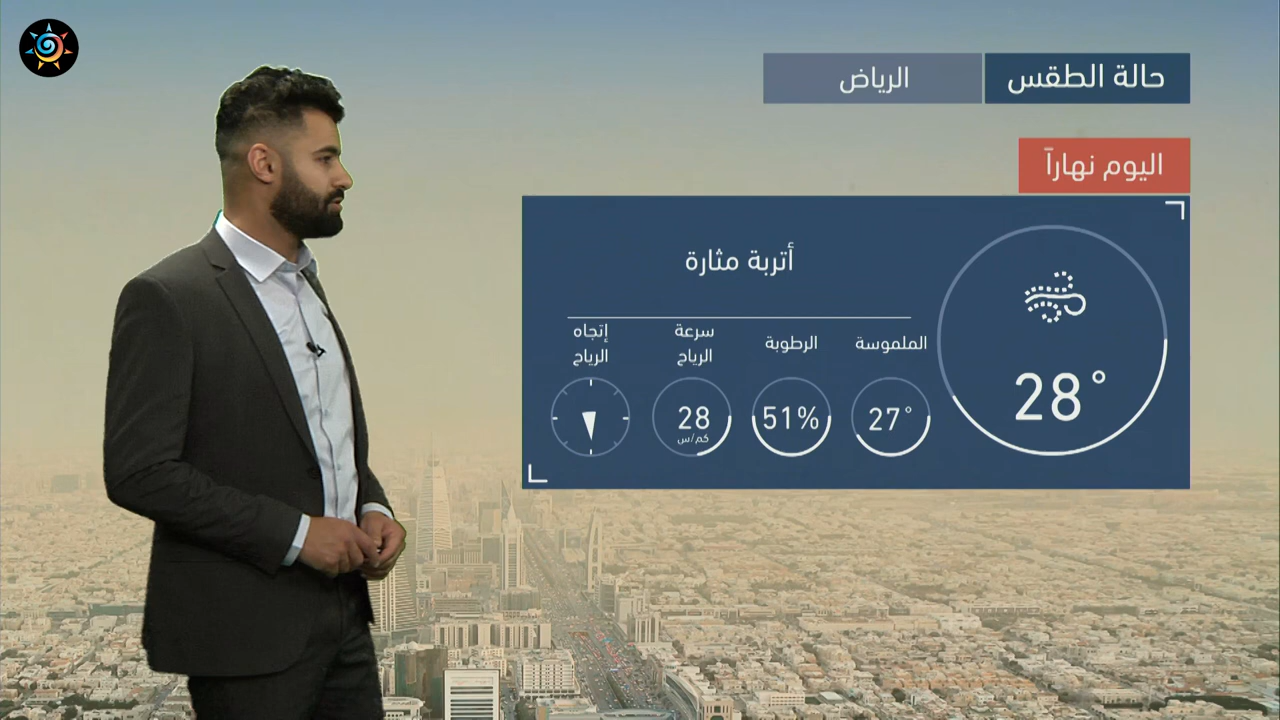 حالة الطقس
الرياض
اليوم نهاراً
أتربة مثارة
28°
الملموسة
27°
الرطوبة
51%
سرعة
الرياح
28
كم/س
إتجاه
الرياح